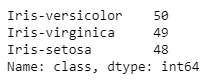 Iris-versicolor    50
Iris-virginica     49
Iris-setosa        48
Name: class, dtype: int64